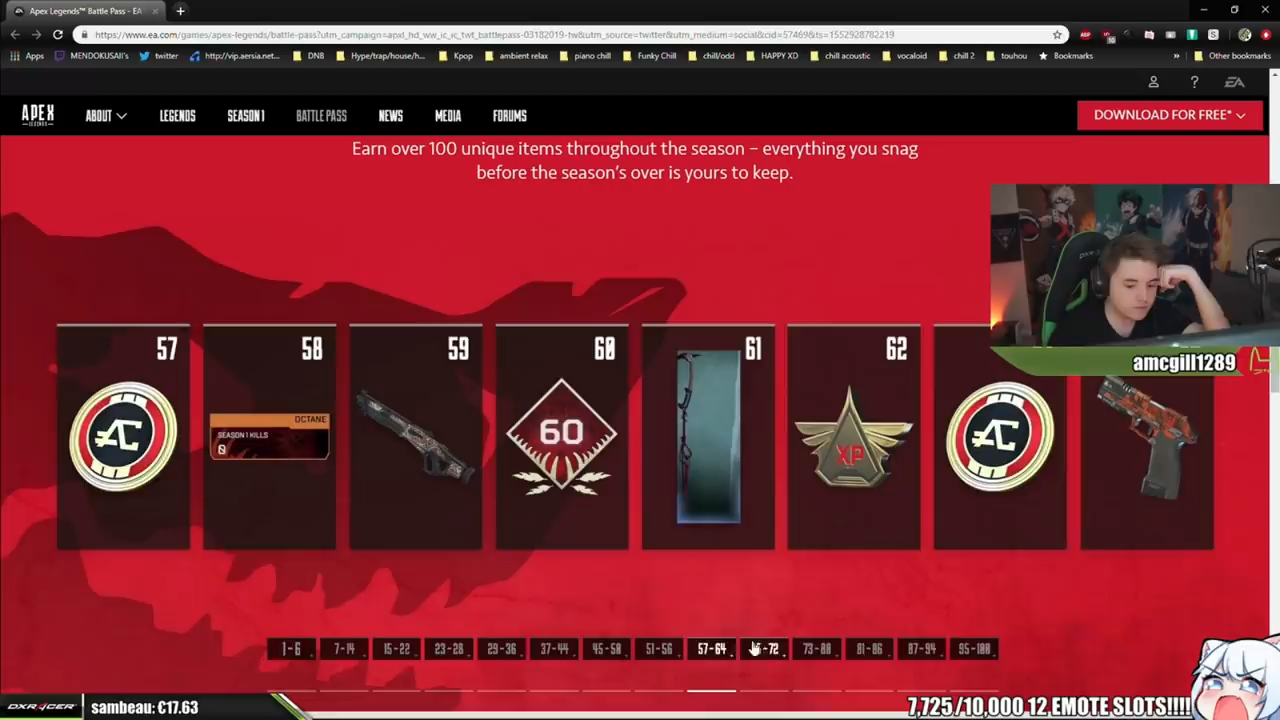 Apex Legends™ Battle Pass - EA
https://www.ea.com/games/apex-legends/battle-pass?utm_campaign=apxl_hd_ww_ic_ic_twt_battlepass-03182019-tw&utm_source=twitter&utm_medium=social&cid=57469&ts=1552928782219
Apps MENDOKUSAII's twitter http://vip.aersia.net... DNB Hype/trap/house/h... Kpop ambient relax piano chill Funky Chill chill/odd HAPPY XD chill acoustic vocaloid chill 2 touhou Bookmarks » Other bookmarks
? EA
APEX LEGENDS ABOUT LEGENDS SEASON 1 BATTLE PASS NEWS MEDIA FORUMS DOWNLOAD FOR FREE*
Earn over 100 unique items throughout the season – everything you snag
before the season's over is yours to keep.
57 58 59 60 61 62
OCTANE
SEASON 1 KILLS
0
60
XP
amcgill1289
1-6 7-14 15-22 23-28 29-36 37-44 45-50 51-56 57-64 -72 73-80 81-86 87-94 95-100
DXRACER sambeau: €17.63 7,725/10,000 12 EMOTE SLOTS!!!!